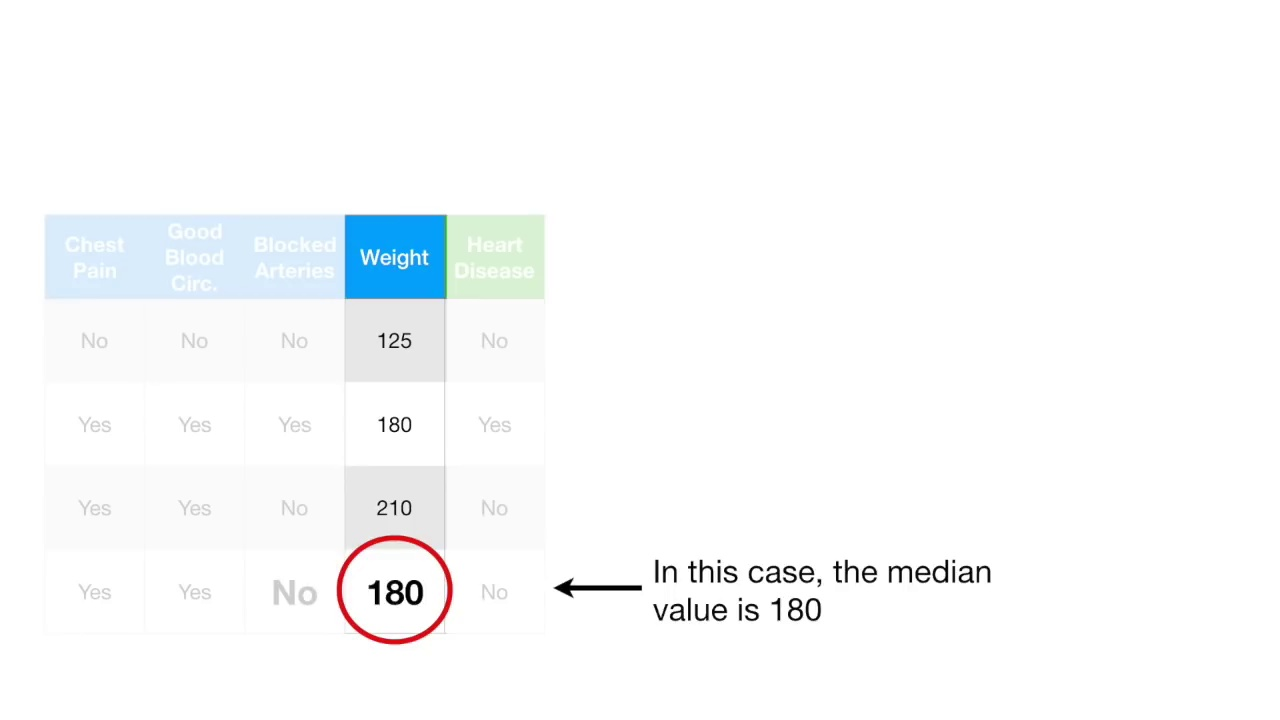 Chest Pain Good Blood Circ. Blocked Arteries Weight Heart Disease
No No No 125 No
Yes Yes Yes 180 Yes
Yes Yes No 210 No
Yes Yes No 180 No
In this case, the median
value is 180